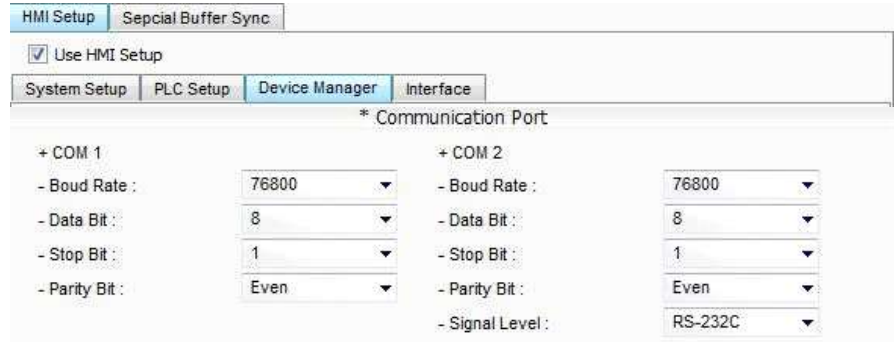 HMI Setup Sepcial Buffer Sync
Use HMI Setup
System Setup PLC Setup Device Manager Interface
* Communication Port
+ COM 1 + COM 2
- Boud Rate : 76800 - Boud Rate : 76800
- Data Bit : 8 - Data Bit : 8
- Stop Bit : 1 - Stop Bit : 1
- Parity Bit : Even - Parity Bit : Even
- Signal Level : RS-232C